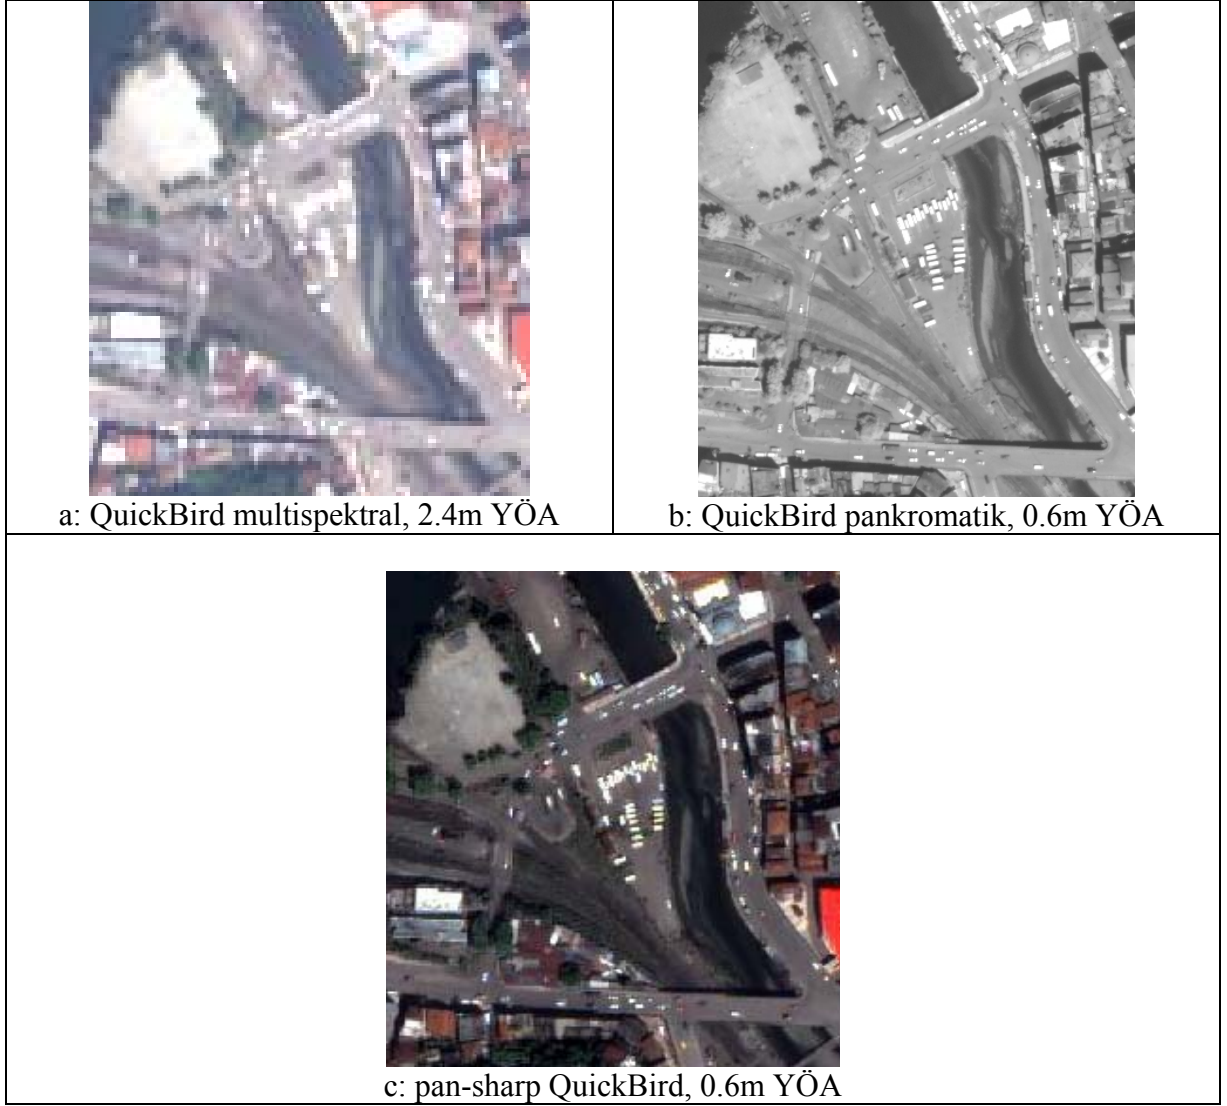 a: QuickBird multispektral, 2.4m YÖA
b: QuickBird pankromatik, 0.6m YÖA
c: pan-sharp QuickBird, 0.6m YÖA